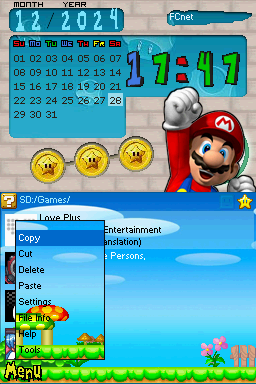 MONTH YEAR
12/2024
FCnet
Su Mo Tu We Th Fr Sa
01 02 03 04 05 06 07
08 09 10 11 12 13 14
15 16 17 18 19 20 21
22 23 24 25 26 27 28
29 30 31
17:47
M
SD:/Games/
Love Plus
Copy
Entertainment
Cut
anslation)
Delete
e Persons,
Paste
Settings
File Info
Help
Tools
Menu